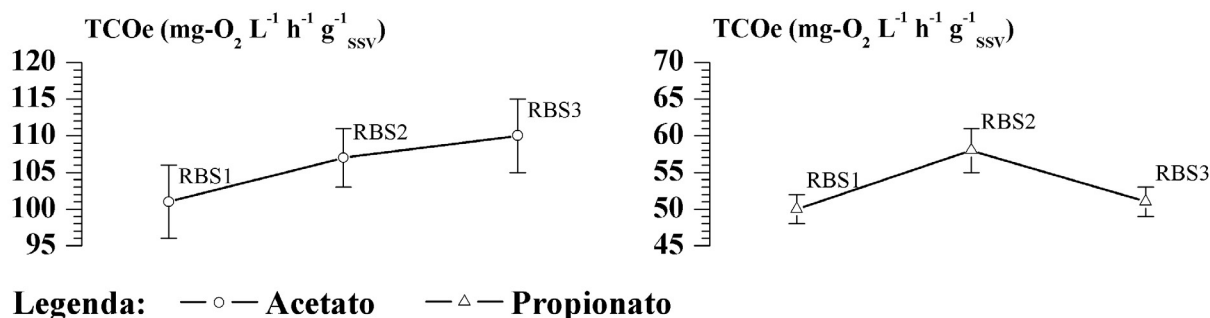 TCOe (mg-O₂ L⁻¹ h⁻¹ g⁻¹SSV)
120
115
110
105
100
95
RBS1
RBS2
RBS3
TCOe (mg-O₂ L⁻¹ h⁻¹ g⁻¹SSV)
70
65
60
55
50
45
RBS1
RBS2
RBS3
Legenda: Acetato Propionato